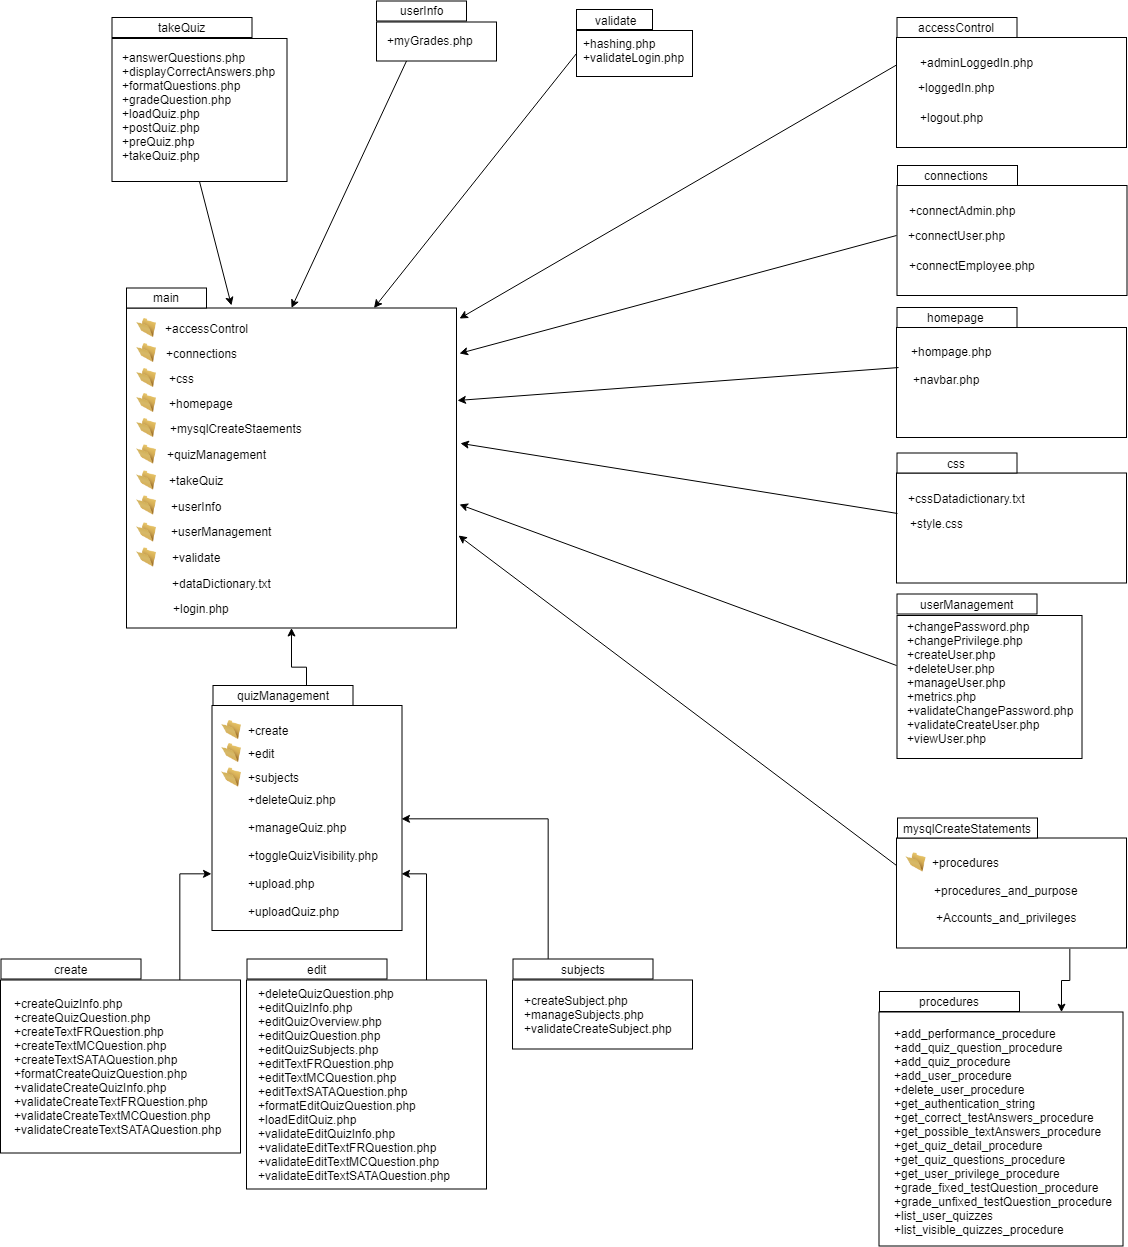 takeQuiz
+answerQuestions.php
+displayCorrectAnswers.php
+formatQuestions.php
+gradeQuestion.php
+loadQuiz.php
+postQuiz.php
+preQuiz.php
+takeQuiz.php
userInfo
+myGrades.php
validate
+hashing.php
+validateLogin.php
accessControl
+adminLoggedIn.php
+loggedIn.php
+logout.php
connections
+connectAdmin.php
+connectUser.php
+connectEmployee.php
homepage
+hompage.php
+navbar.php
css
+cssDatadictionary.txt
+style.css
userManagement
+changePassword.php
+changePrivilege.php
+createUser.php
+deleteUser.php
+manageUser.php
+metrics.php
+validateChangePassword.php
+validateCreateUser.php
+viewUser.php
main
+accessControl
+connections
+css
+homepage
+mysqlCreateStaements
+quizManagement
+takeQuiz
+userInfo
+userManagement
+validate
+dataDictionary.txt
+login.php
quizManagement
+create
+edit
+subjects
+deleteQuiz.php
+manageQuiz.php
+toggleQuizVisibility.php
+upload.php
+uploadQuiz.php
mysqlCreateStatements
+procedures
+procedures_and_purpose
+Accounts_and_privileges
create
+createQuizInfo.php
+createQuizQuestion.php
+createTextFRQuestion.php
+createTextMCQuestion.php
+createTextSATAQuestion.php
+formatCreateQuizQuestion.php
+validateCreateQuizInfo.php
+validateCreateTextFRQuestion.php
+validateCreateTextMCQuestion.php
+validateCreateTextSATAQuestion.php
edit
+deleteQuizQuestion.php
+editQuizInfo.php
+editQuizOverview.php
+editQuizQuestion.php
+editQuizSubjects.php
+editTextFRQuestion.php
+editTextMCQuestion.php
+editTextSATAQuestion.php
+formatEditQuizQuestion.php
+loadEditQuiz.php
+validateEditQuizInfo.php
+validateEditTextFRQuestion.php
+validateEditTextMCQuestion.php
+validateEditTextSATAQuestion.php
subjects
+createSubject.php
+manageSubjects.php
+validateCreateSubject.php
procedures
+add_performance_procedure
+add_quiz_question_procedure
+add_quiz_procedure
+add_user_procedure
+delete_user_procedure
+get_authentication_string
+get_correct_testAnswers_procedure
+get_possible_textAnswers_procedure
+get_quiz_detail_procedure
+get_quiz_questions_procedure
+get_user_privilege_procedure
+grade_fixed_testQuestion_procedure
+grade_unfixed_testQuestion_procedure
+list_user_quizzes
+list_visible_quizzes_procedure